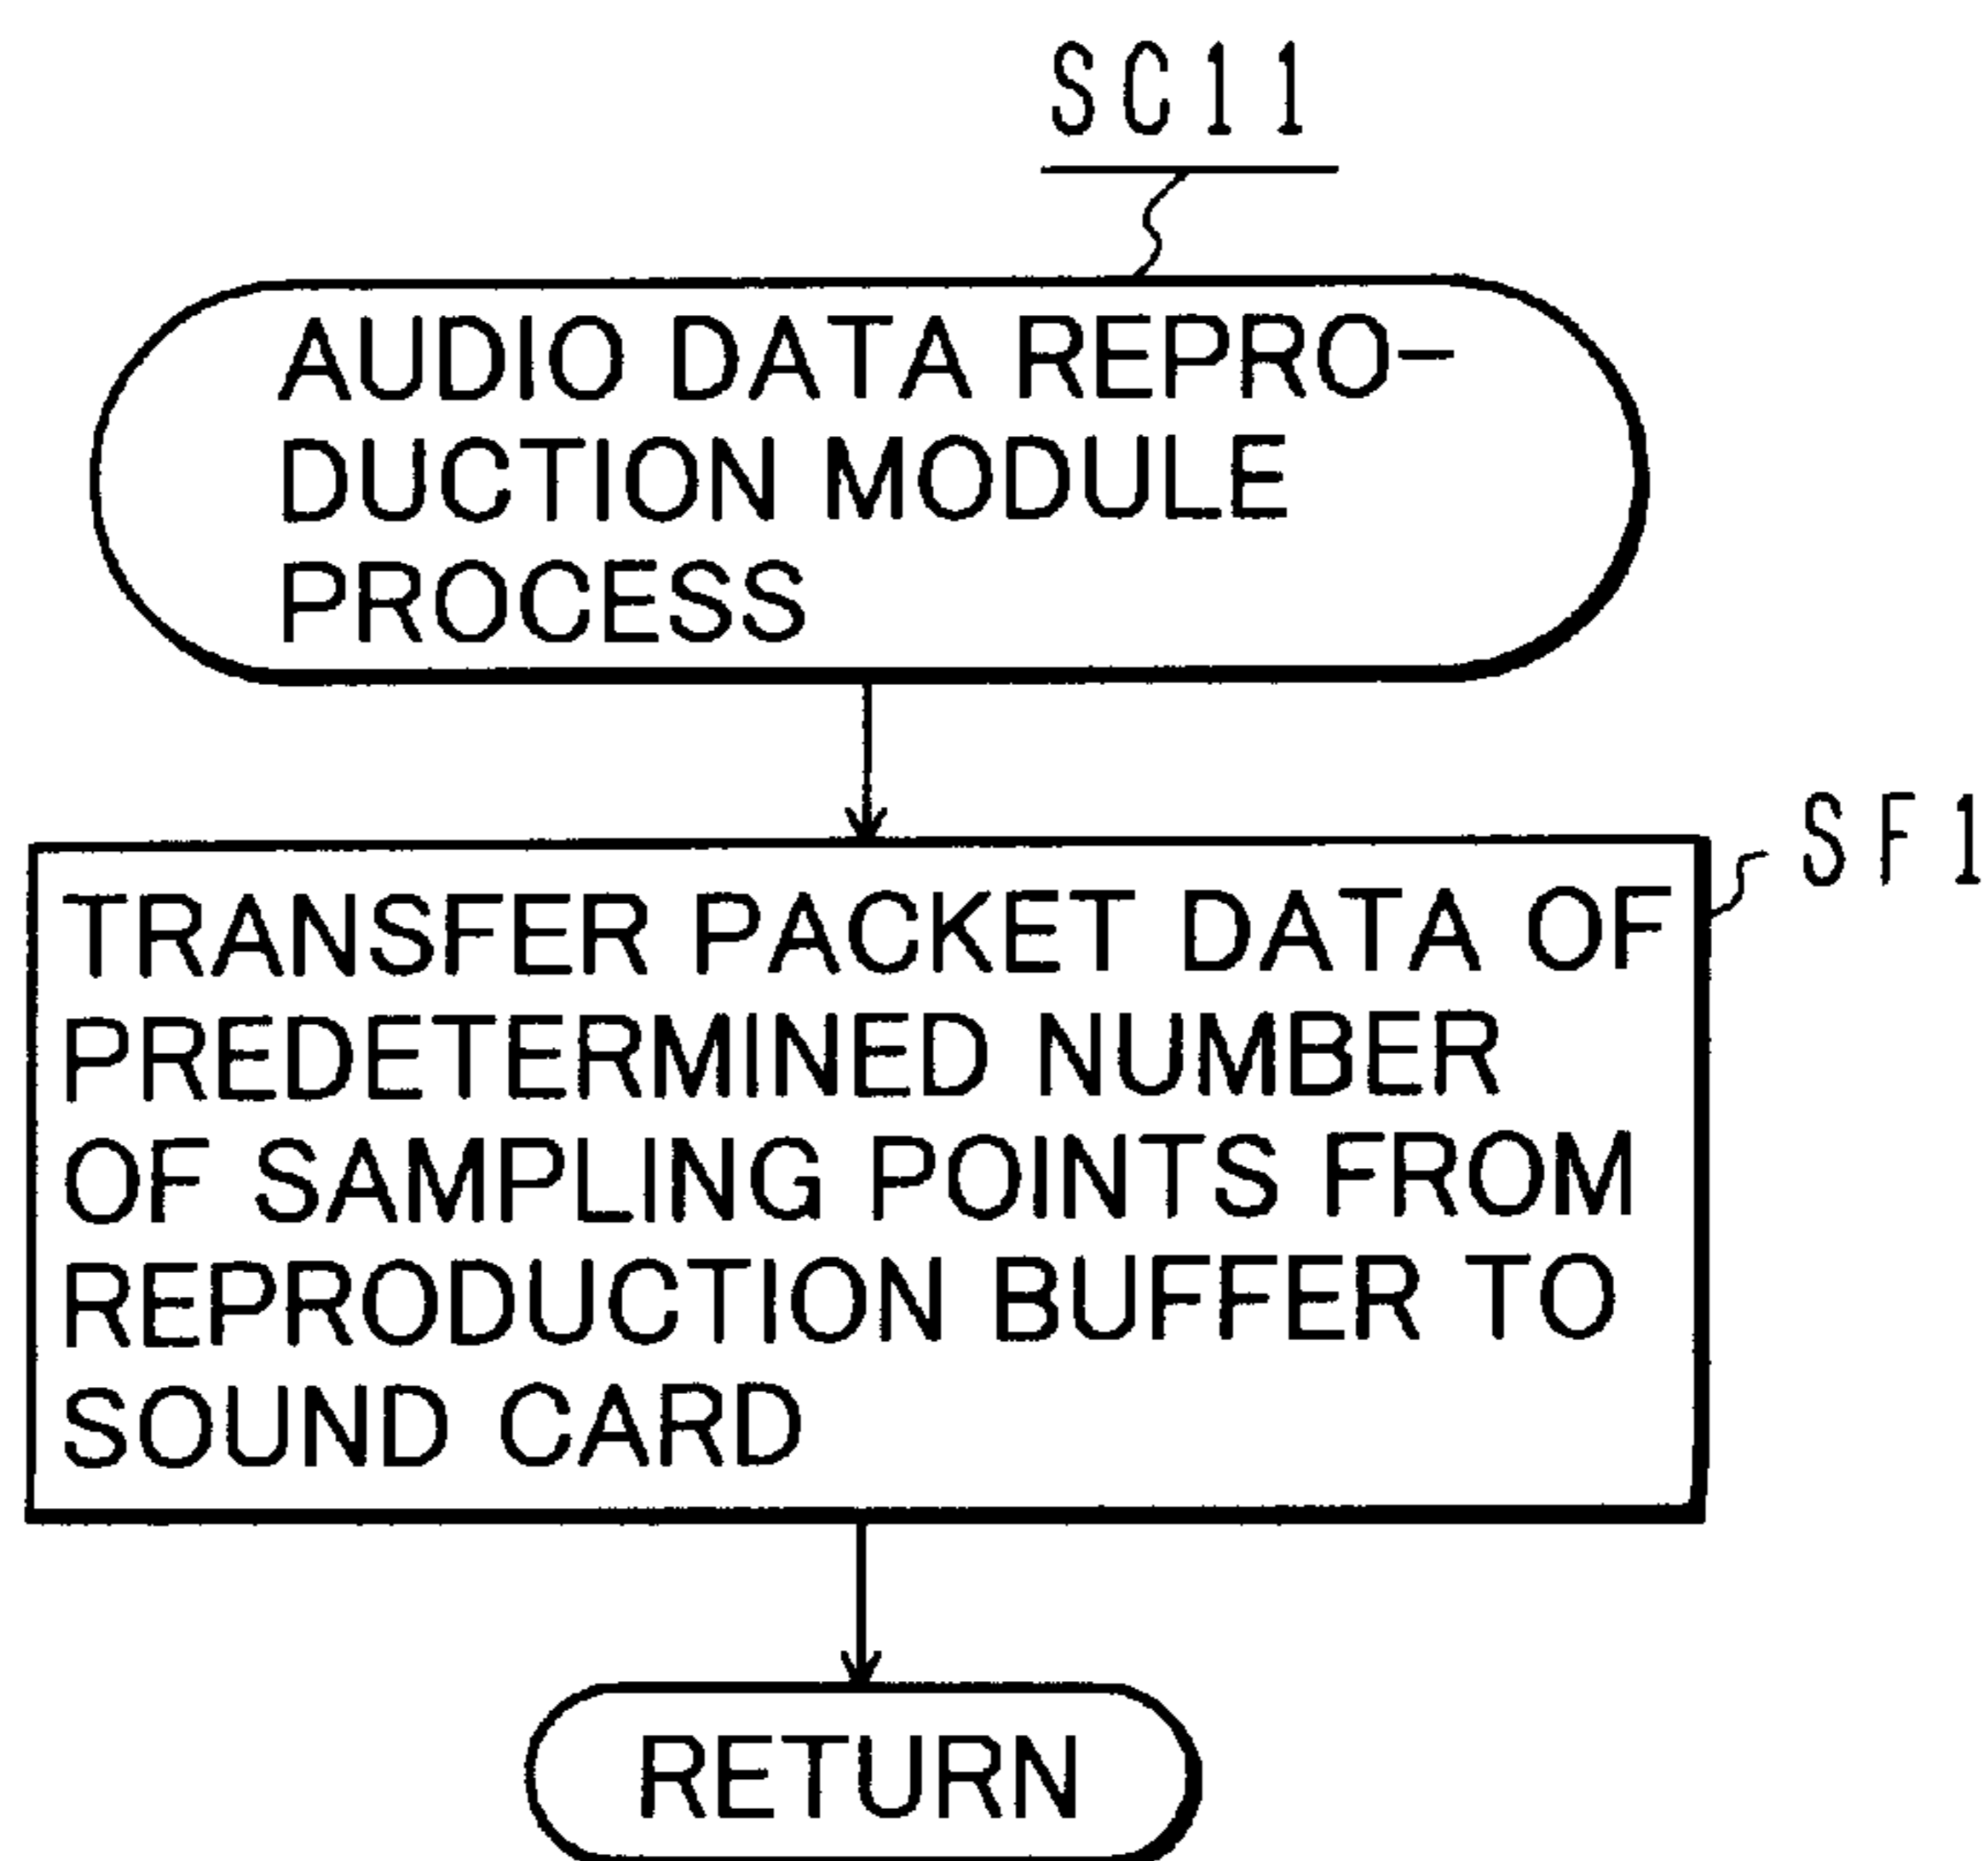 SC11
AUDIO DATA REPRO-
DUCTION MODULE
PROCESS
SF1
TRANSFER PACKET DATA OF
PREDETERMINED NUMBER
OF SAMPLING POINTS FROM
REPRODUCTION BUFFER TO
SOUND CARD
RETURN